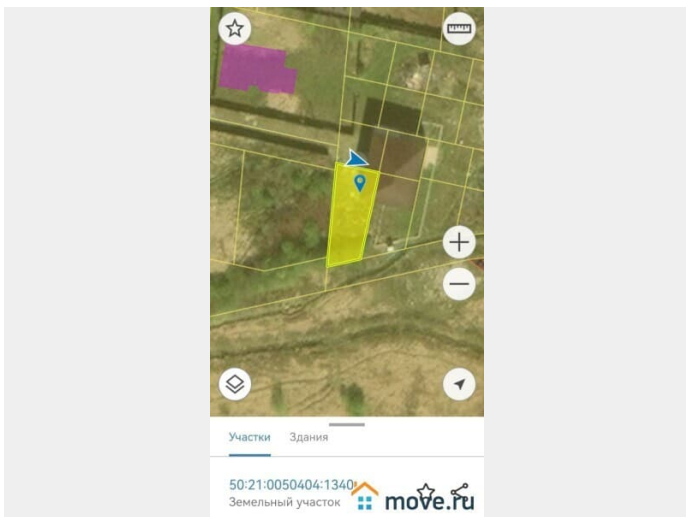 Участки Здания
50:21:0050404:1340
Земельный участок
move.ru